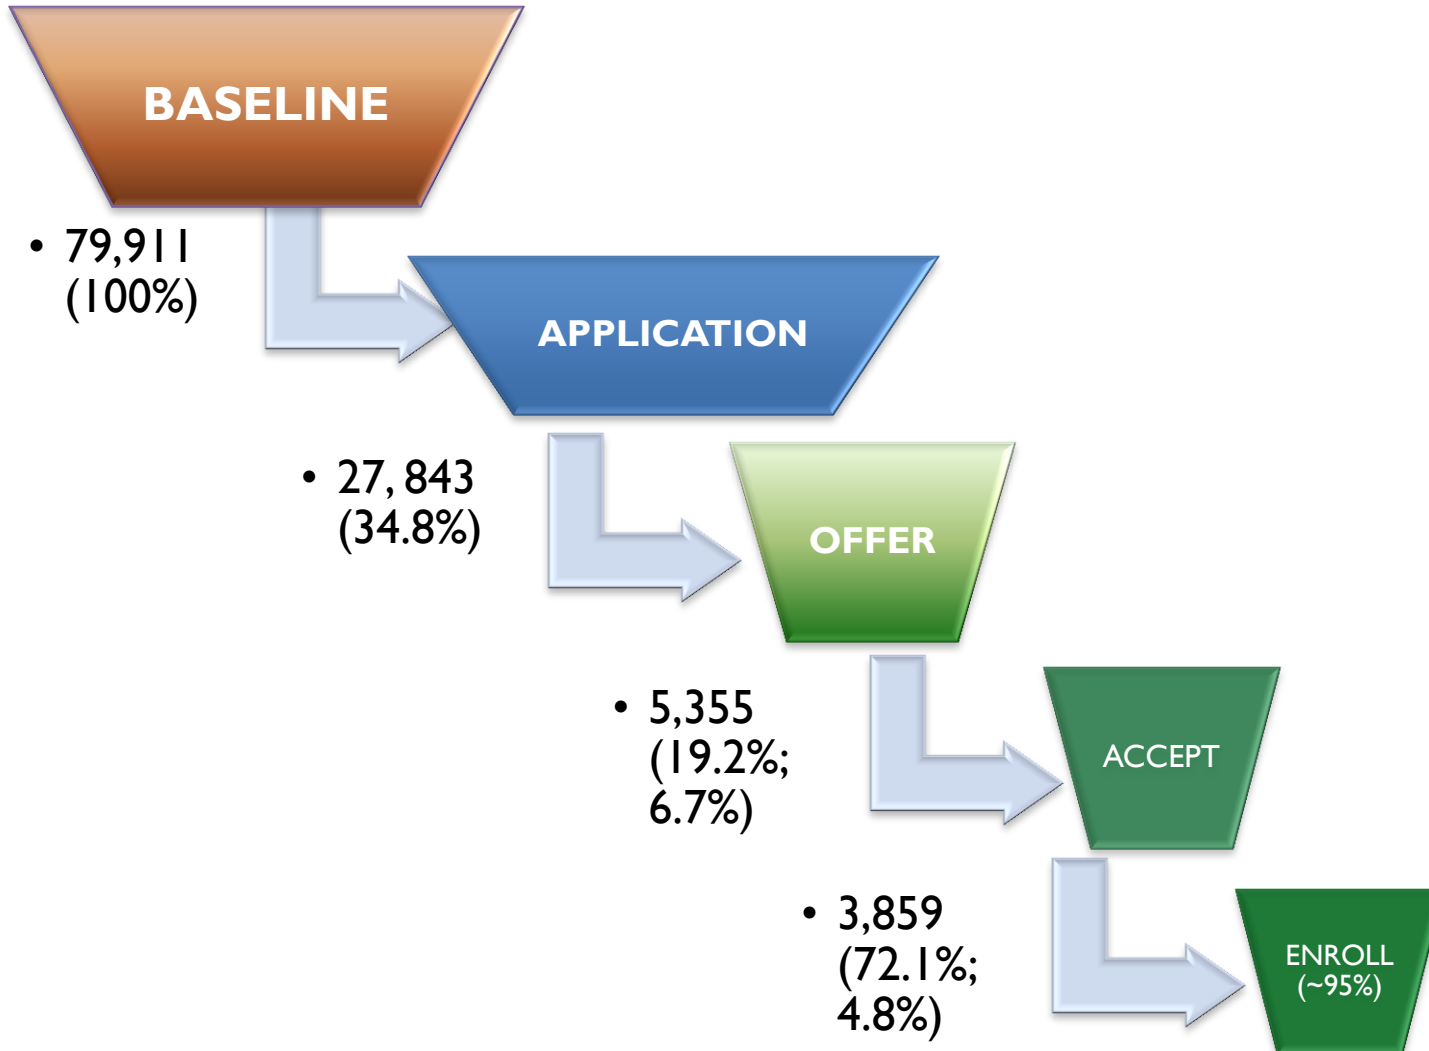 BASELINE
• 79,911
(100%)
APPLICATION
• 27, 843
(34.8%)
OFFER
• 5,355
(19.2%;
6.7%)
ACCEPT
• 3,859
(72.1%;
4.8%)
ENROLL
(~95%)